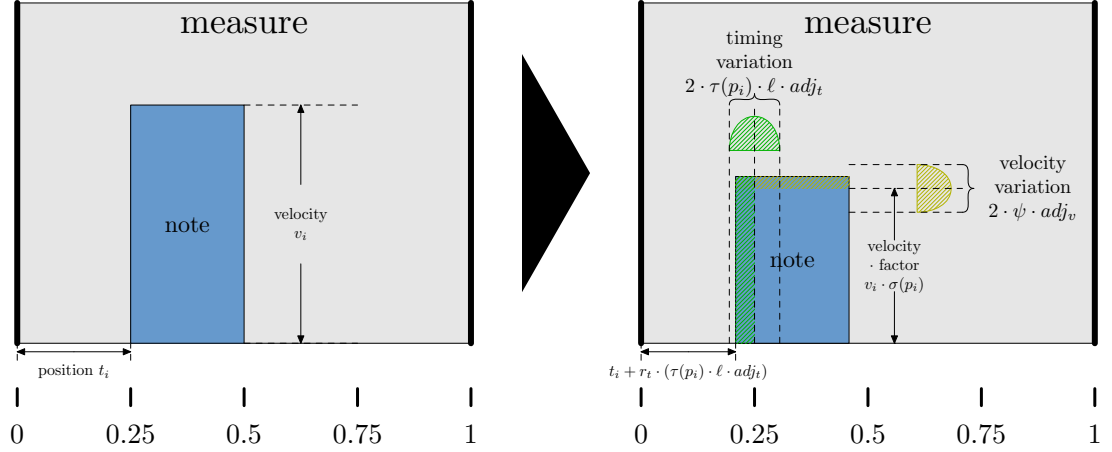 measure
note
velocity
v_i
position t_i
0 0.25 0.5 0.75 1
measure
timing
variation
2 · τ(p_i) · ℓ · adj_t
velocity
variation
2 · ψ · adj_v
note
velocity
· factor
v_i · σ(p_i)
t_i + r_t · (τ(p_i) · ℓ · adj_t)
0 0.25 0.5 0.75 1